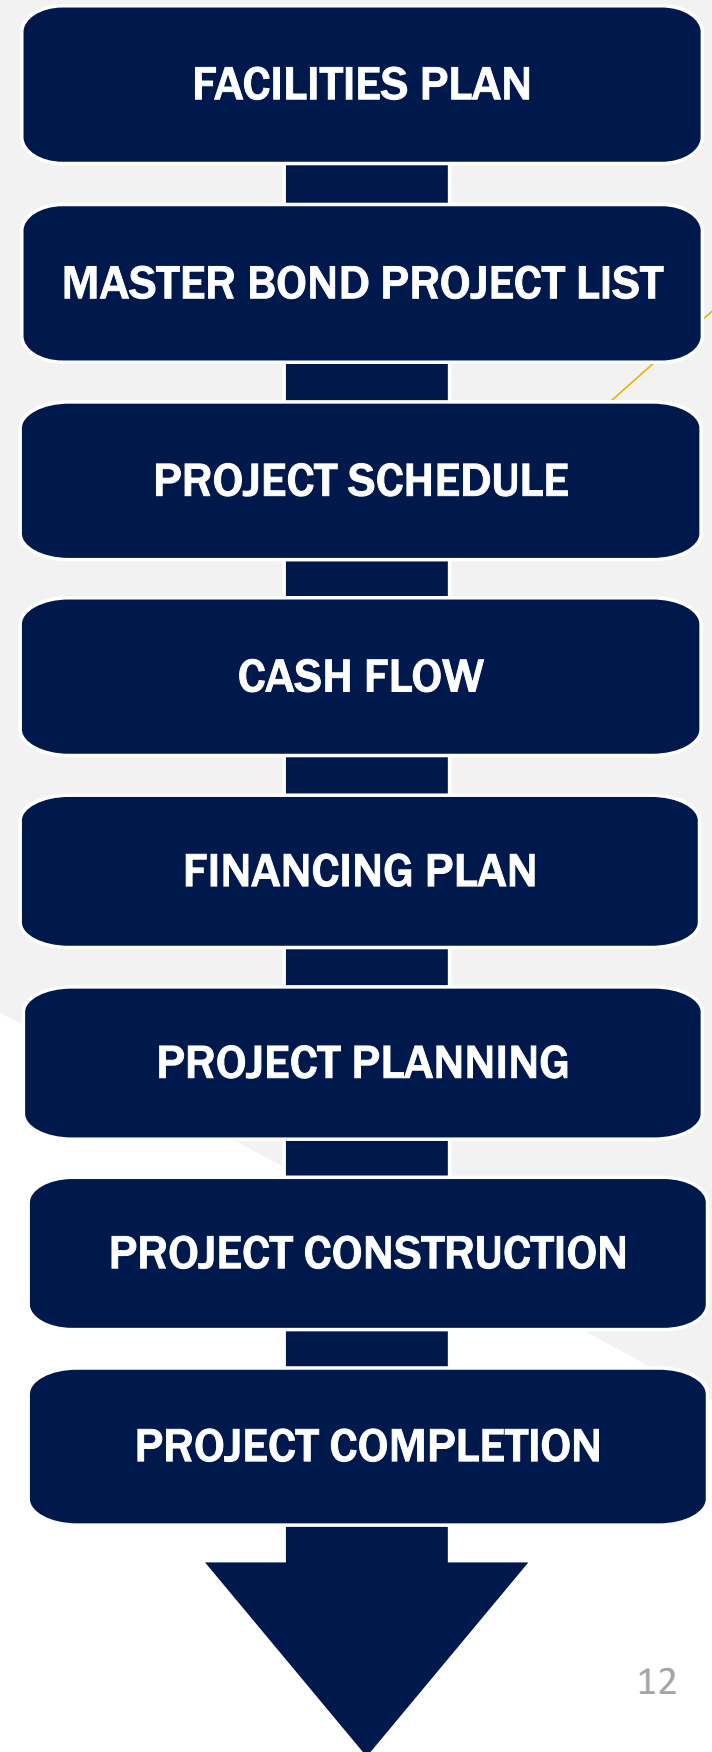 FACILITIES PLAN
MASTER BOND PROJECT LIST
PROJECT SCHEDULE
CASH FLOW
FINANCING PLAN
PROJECT PLANNING
PROJECT CONSTRUCTION
PROJECT COMPLETION
12